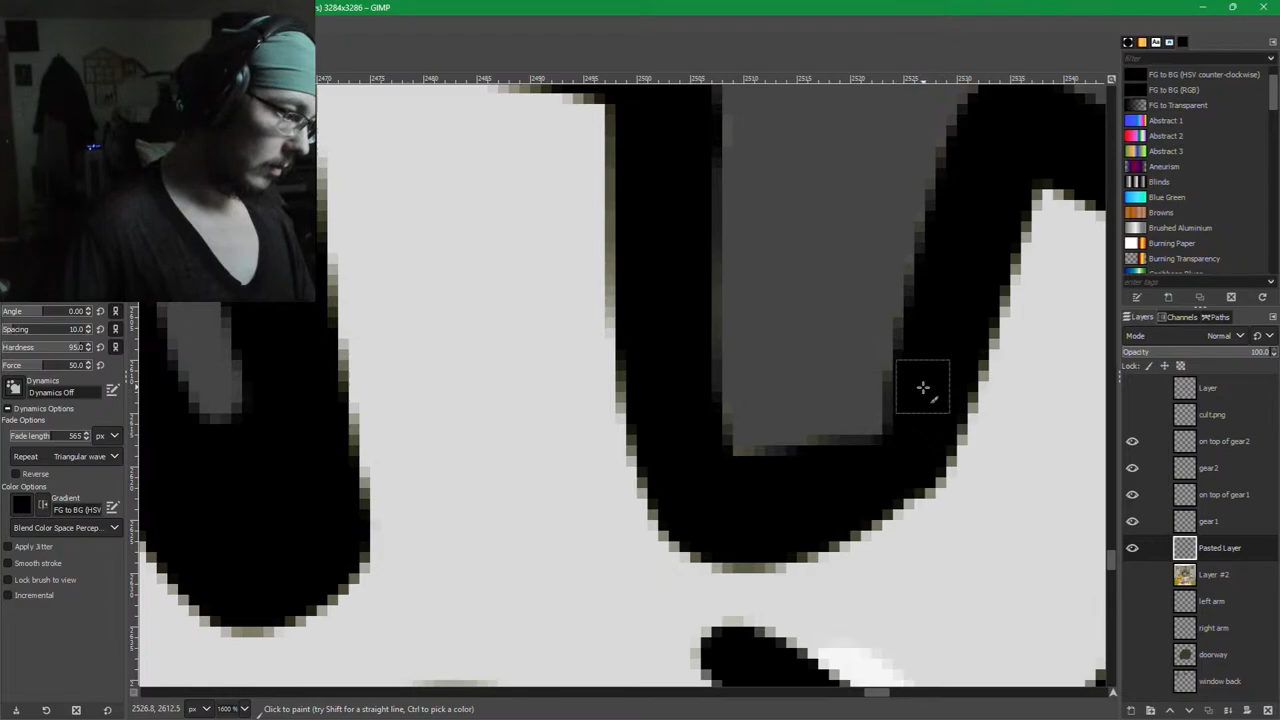 ) 3284x3286 – GIMP
2470 2475 2480 2485 2490 2495 2500 2505 2510 2515 2520 2525 2530 2535 2540
filter
FG to BG (HSV counter-clockwise)
FG to BG (RGB)
FG to Transparent
Abstract 1
Abstract 2
Abstract 3
Aneurism
Blinds
Blue Green
Browns
Brushed Aluminium
Burning Paper
Burning Transparency
enter tags
Layers Channels Paths
Mode Normal
Opacity 100.0
Lock:
Layer
cult.png
on top of gear2
gear2
on top of gear1
gear1
Pasted Layer
Layer #2
left arm
right arm
doorway
window back
Angle 0.00
Spacing 10.0
Hardness 95.0
Force 50.0
Dynamics
Dynamics Off
Dynamics Options
Fade Options
Fade length 565 px
Repeat Triangular wave
Reverse
Color Options
Gradient
FG to BG (HSV
Blend Color Space Percep...
Apply Jitter
Smooth stroke
Lock brush to view
Incremental
2526.8, 2612.5 px 1600 % Click to paint (try Shift for a straight line, Ctrl to pick a color)